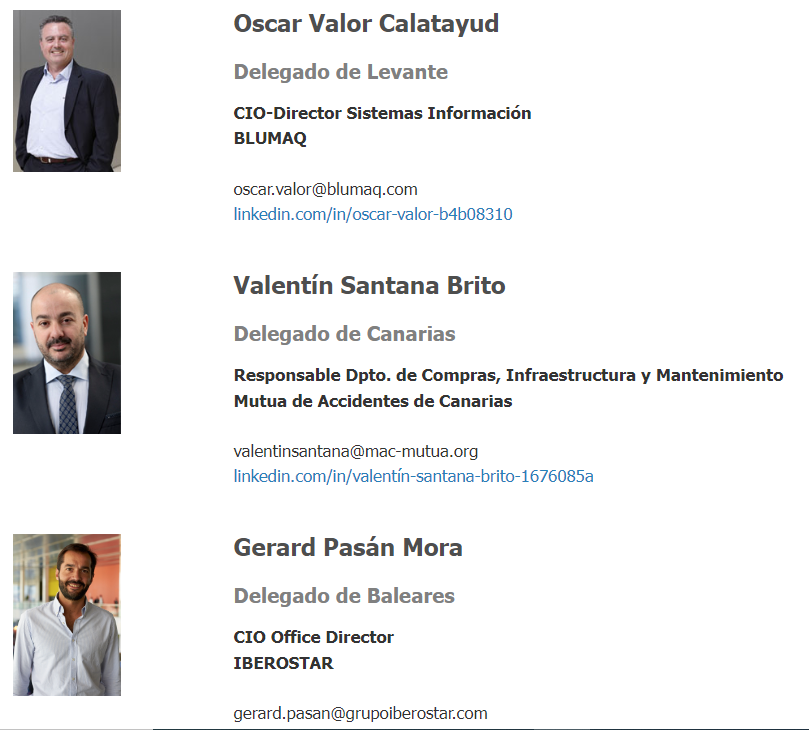 Oscar Valor Calatayud
Delegado de Levante
CIO-Director Sistemas Información
BLUMAQ
oscar.valor@blumaq.com
linkedin.com/in/oscar-valor-b4b08310
Valentín Santana Brito
Delegado de Canarias
Responsable Dpto. de Compras, Infraestructura y Mantenimiento
Mutua de Accidentes de Canarias
valentinsantana@mac-mutua.org
linkedin.com/in/valentín-santana-brito-1676085a
Gerard Pasán Mora
Delegado de Baleares
CIO Office Director
IBEROSTAR
gerard.pasan@grupoiberostar.com